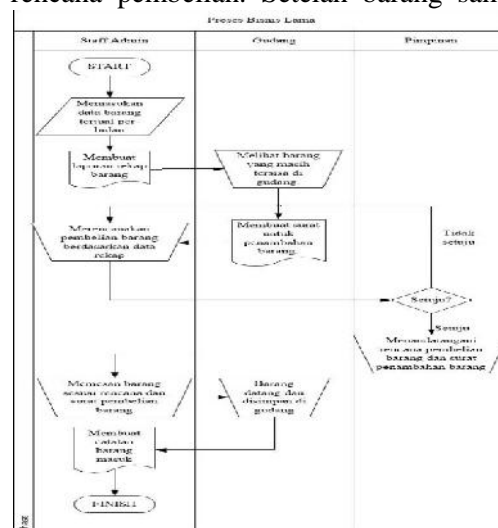 rencana pembelian. Setelah barang
Proses Bisnis Lama
Staff Admin
Gudang
Pimpinan
START
Memasukan
data barang
terjual per
bulan
Membuat
laporan rekap
barang
Melihat barang
yang masih
tersisa di
gudang
Merencanakan
pembelian barang
berdasarkan data
rekap
Membuat surat
untuk
penambahan
barang
Tidak
setuju
Setuju?
Setuju
Menandatangani
rencana pembelian
barang dan surat
penambahan barang
Memesan barang
sesuai rencana dan
surat pembelian
barang
Barang
datang dan
disimpan di
gudang
Membuat
catatan
barang
masuk
FINISH